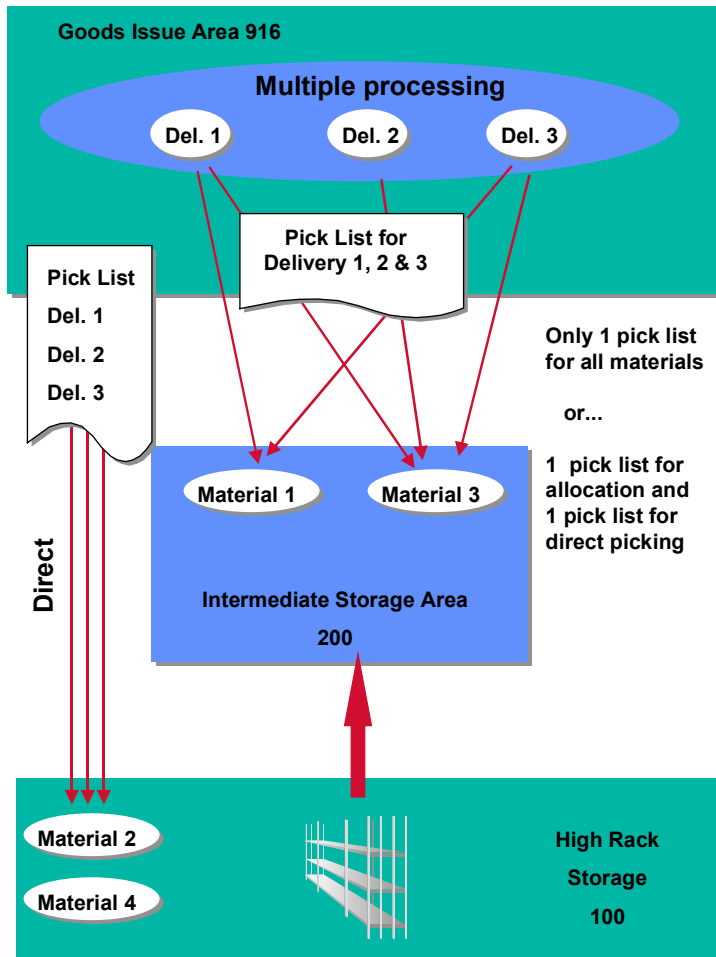 Goods Issue Area 916
Multiple processing
Del. 1
Del. 2
Del. 3
Pick List for
Delivery 1, 2 & 3
Pick List
Del. 1
Del. 2
Del. 3
Only 1 pick list
for all materials
or...
1 pick list for
allocation and
1 pick list for
direct picking
Material 1
Material 3
Direct
Intermediate Storage Area
200
Material 2
Material 4
High Rack
Storage
100